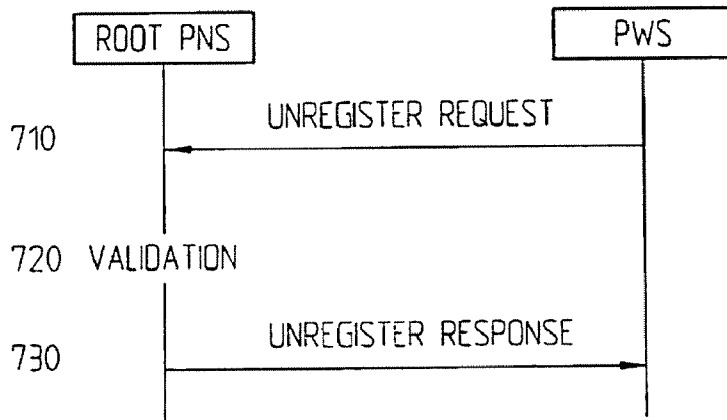 ROOT PNS
PWS
710
UNREGISTER REQUEST
720 VALIDATION
730
UNREGISTER RESPONSE